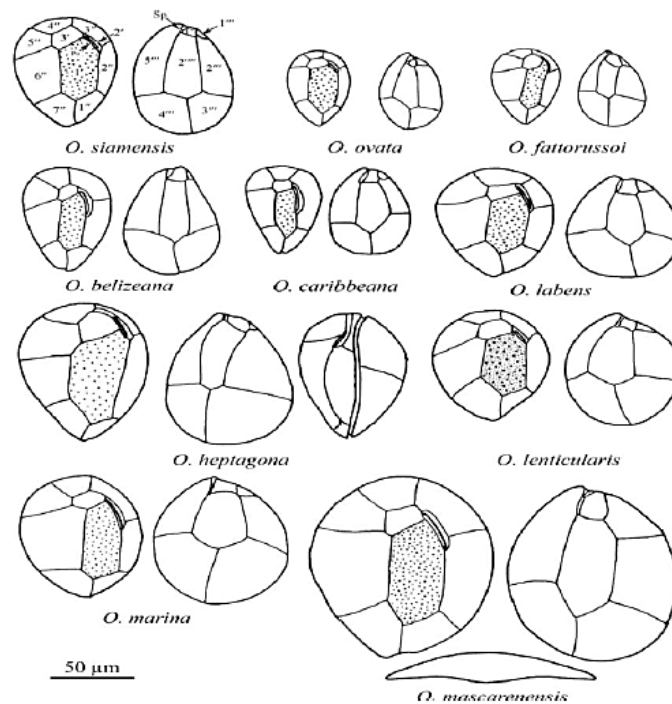 4''
3''
2'
5''
3'
6''
2''
7''
1''
Sp
1'''
5'''
2''''
2'''
4'''
3'''
O. siamensis
O. ovata
O. fattorussoi
O. belizeana
O. caribbeana
O. labens
O. heptagona
O. lenticularis
O. marina
50 µm
O. mascarenensis